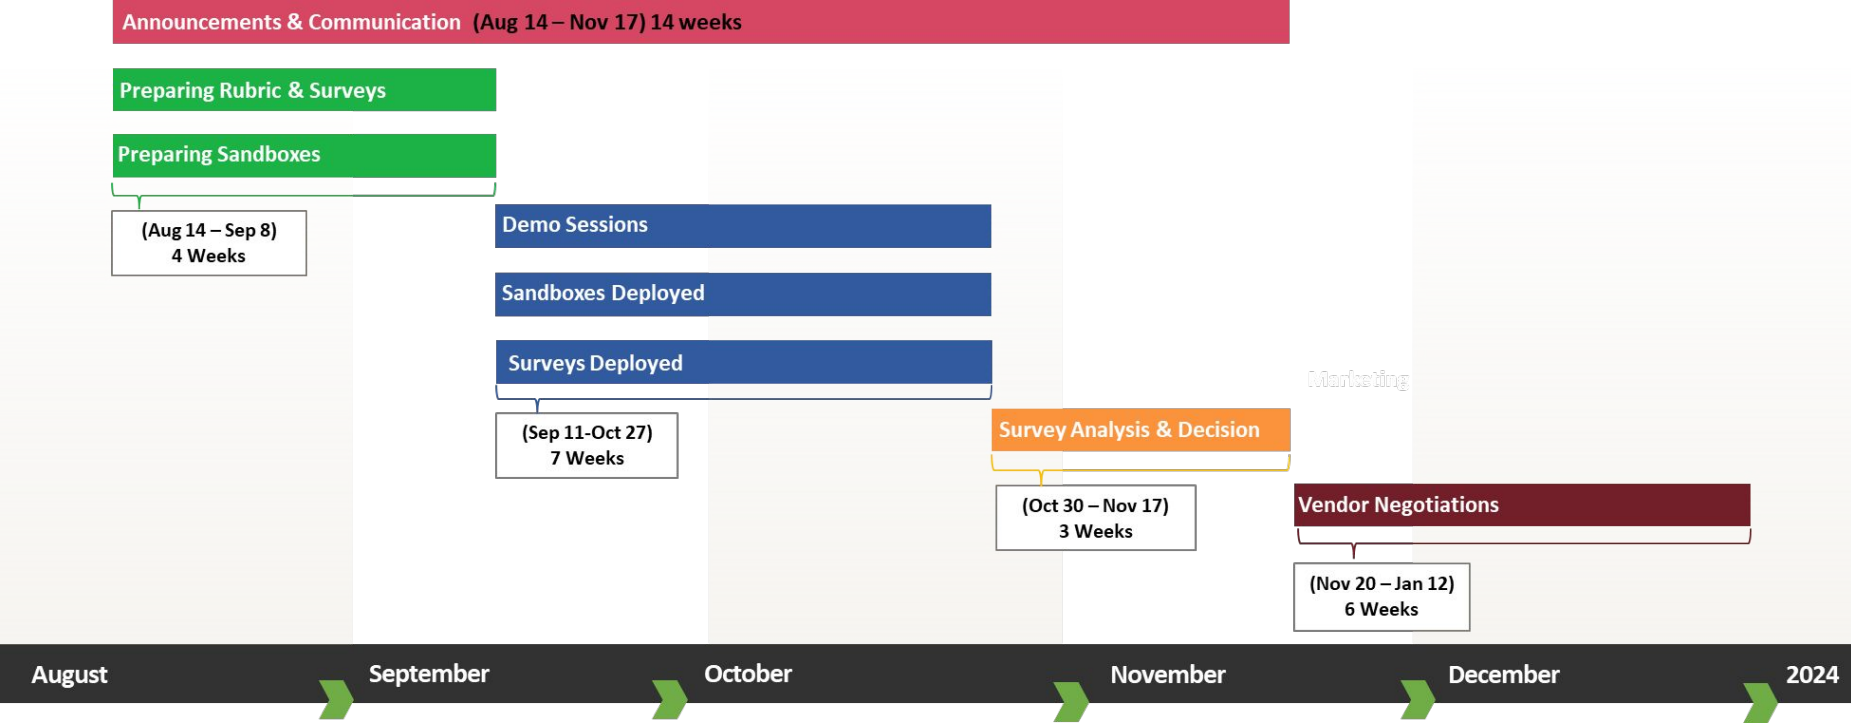 Announcements & Communication (Aug 14 – Nov 17) 14 weeks
Preparing Rubric & Surveys
Preparing Sandboxes
(Aug 14 – Sep 8)
4 Weeks
Demo Sessions
Sandboxes Deployed
Surveys Deployed
(Sep 11-Oct 27)
7 Weeks
Marketing
Survey Analysis & Decision
(Oct 30 – Nov 17)
3 Weeks
Vendor Negotiations
(Nov 20 – Jan 12)
6 Weeks
August September October November December 2024